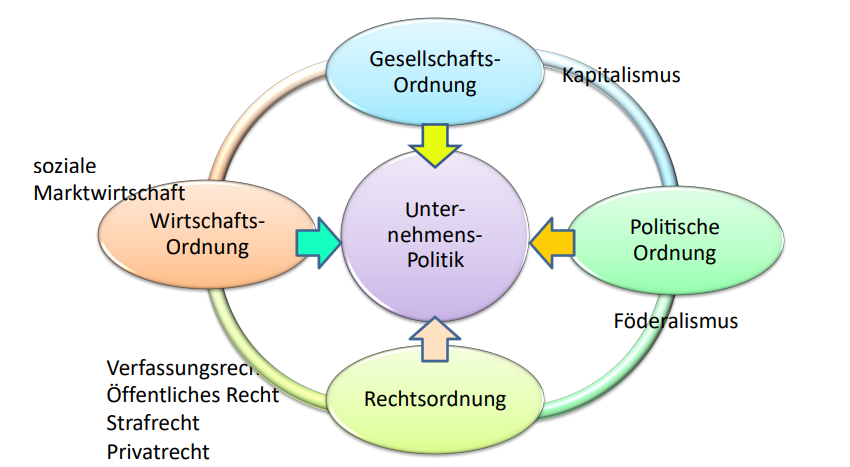 Gesellschafts-
Ordnung
Kapitalismus
soziale
Marktwirtschaft
Wirtschafts-
Ordnung
Unter-
nehmens-
Politik
Politische
Ordnung
Föderalismus
Verfassungsrech
Öffentliches Recht
Strafrecht
Privatrecht
Rechtsordnung